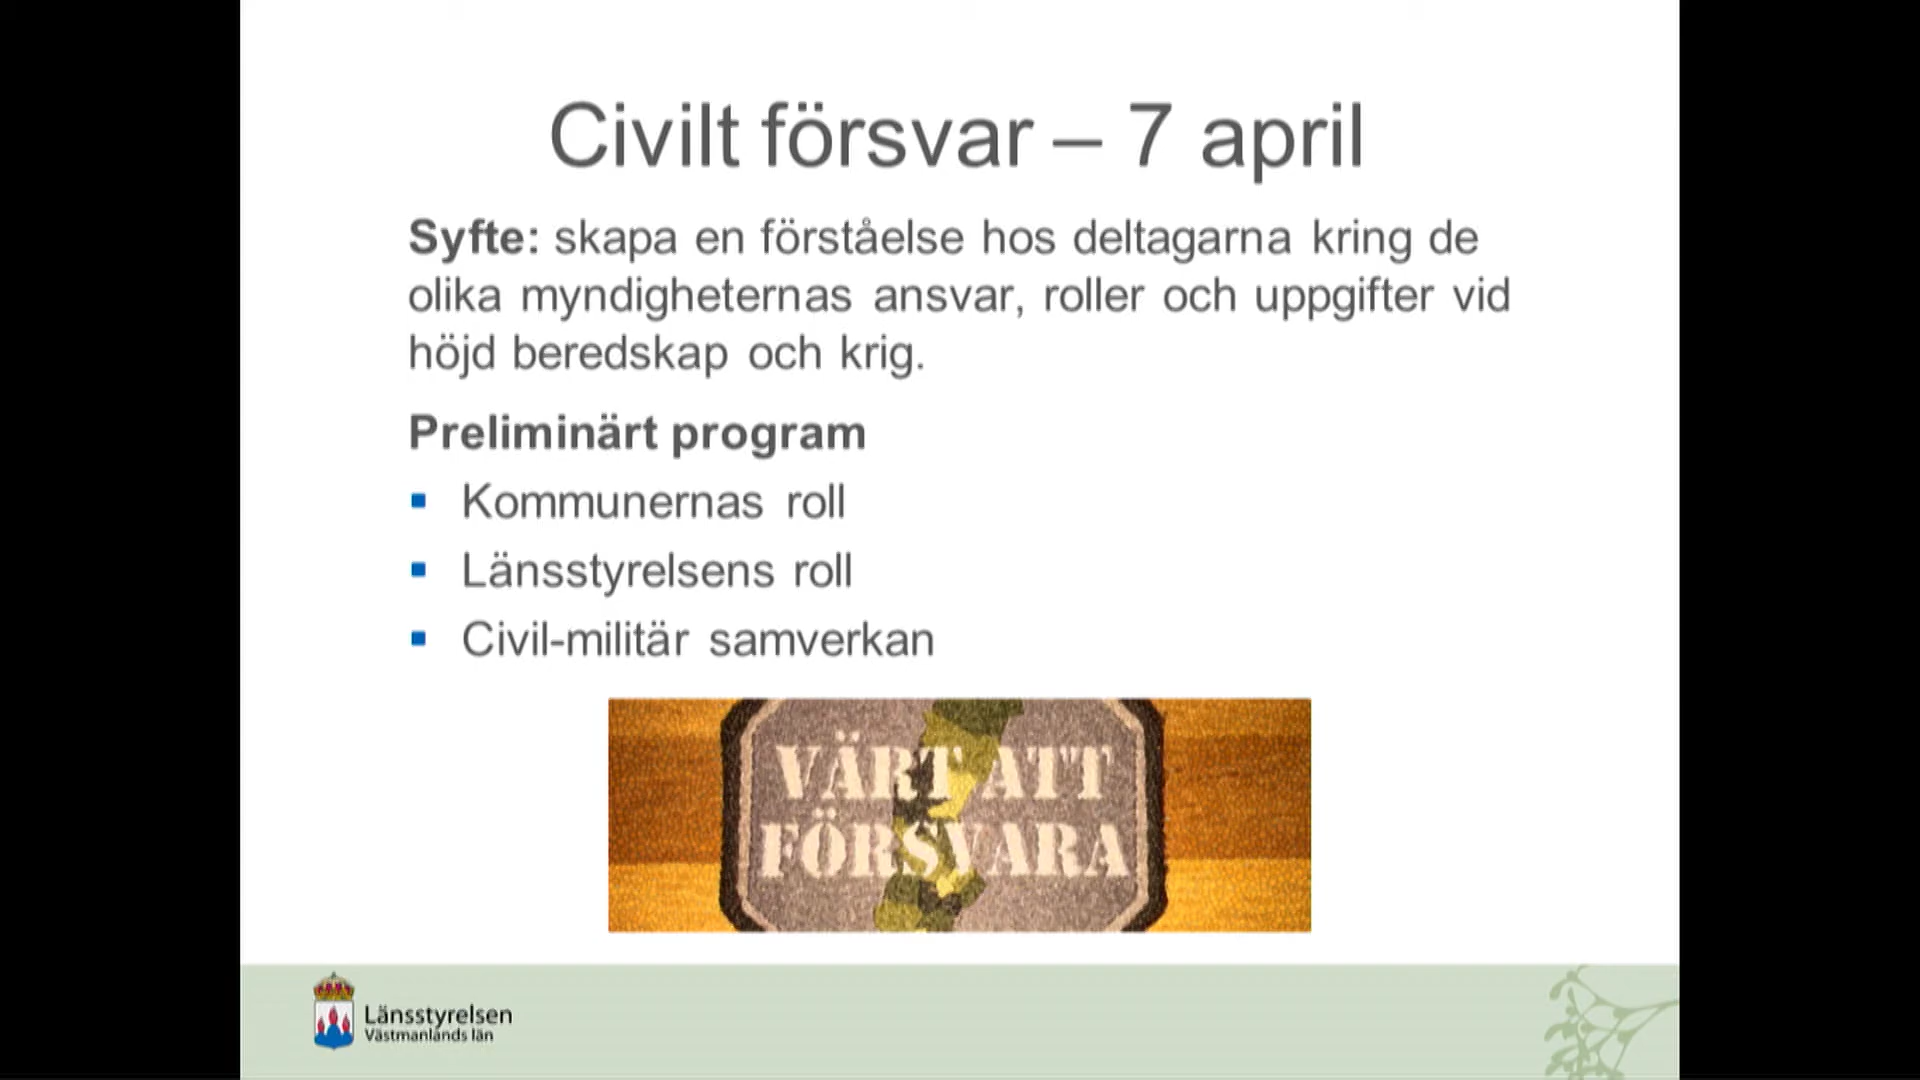 Civilt försvar – 7 april
Syfte: skapa en förståelse hos deltagarna kring de
olika myndigheternas ansvar, roller och uppgifter vid
höjd beredskap och krig.
Preliminärt program
▪ Kommunernas roll
▪ Länsstyrelsens roll
▪ Civil-militär samverkan
VÄRT ATT
FÖRSVARA
Länsstyrelsen
Västmanlands län